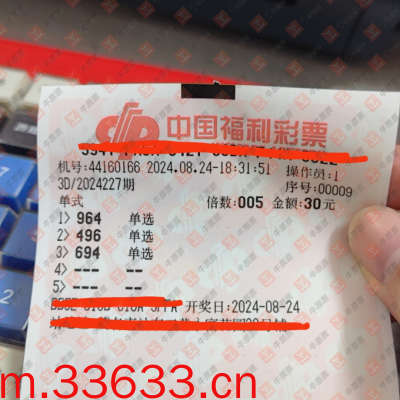 中国福利彩票
机号:44160166 2024.08.24-18:31:51 操作员:1
3D/2024227期 序号:00009
单式 倍数:005 金额:30元
1> 964 单选
2> 496 单选
3> 694 单选
4> --- --
5> --- --
开奖日:2024-08-24
m.33633.cn